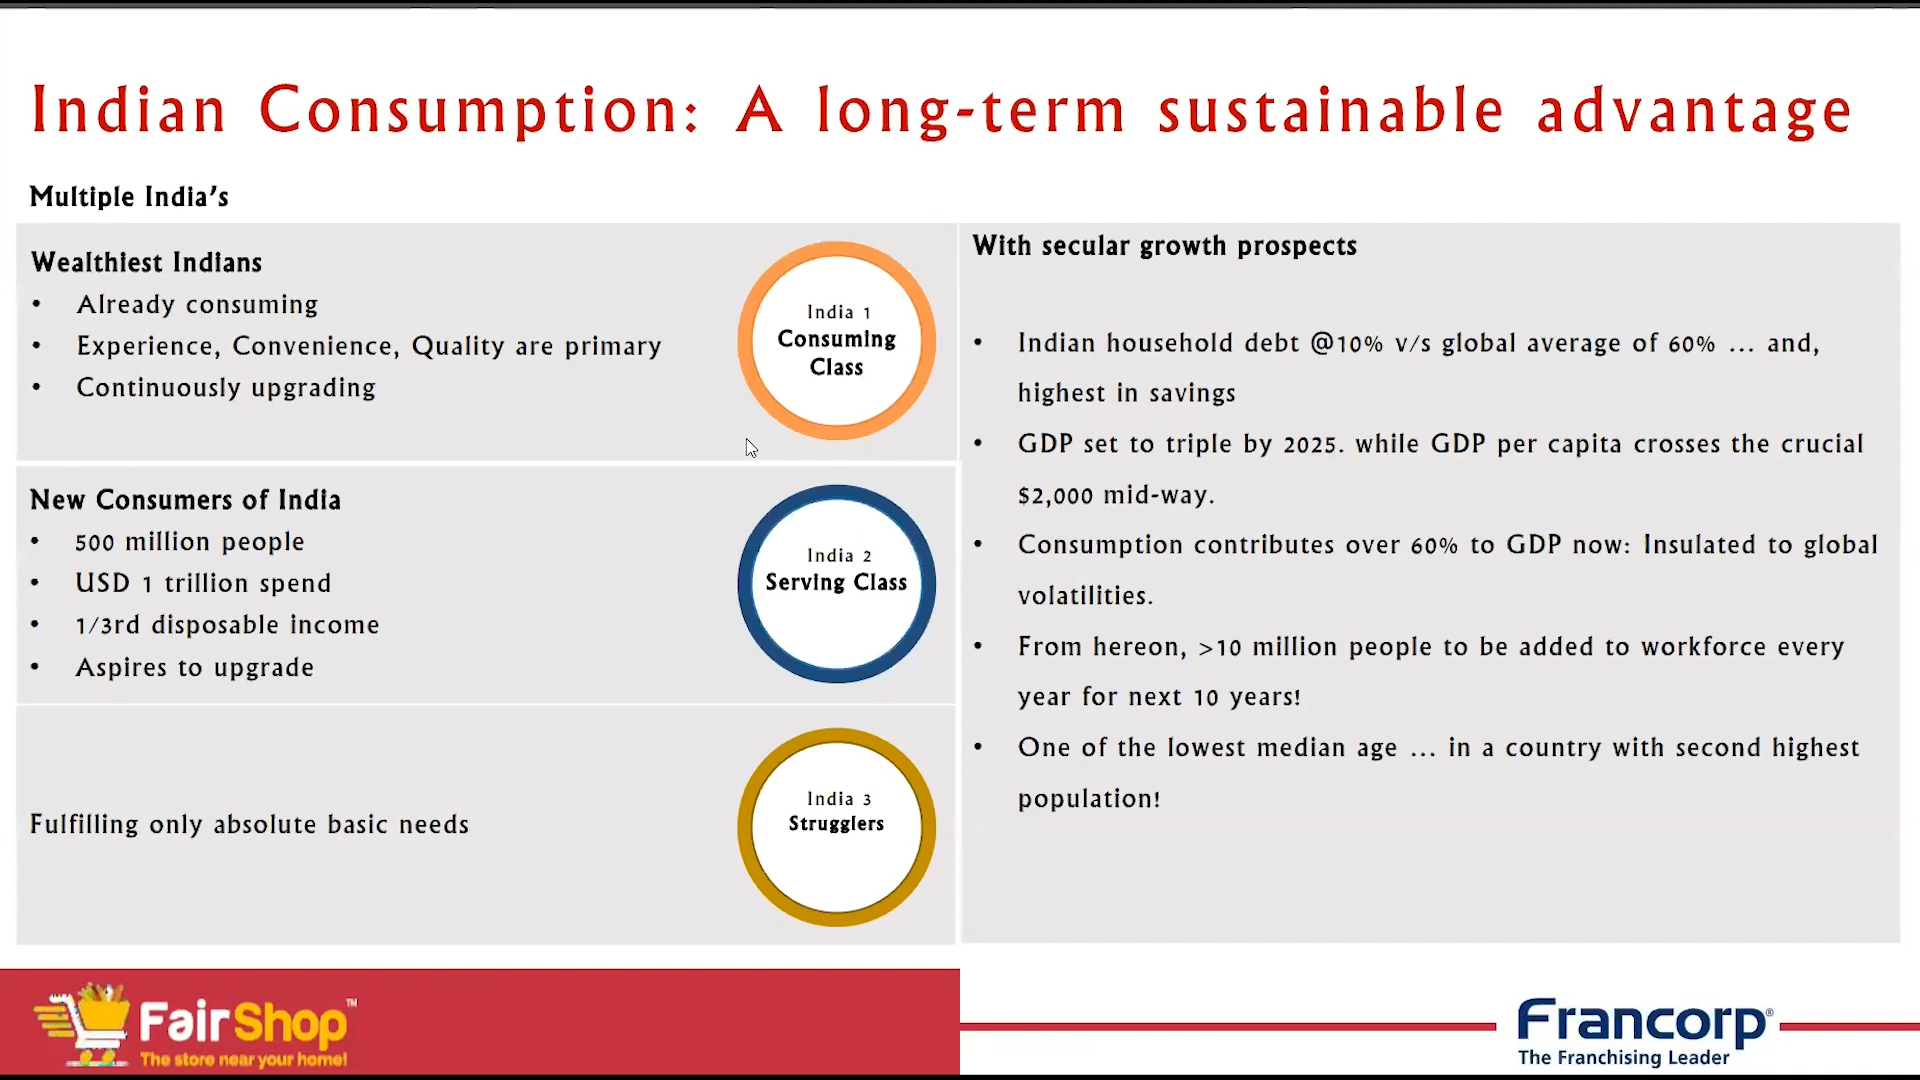 Indian Consumption: A long-term sustainable advantage
Multiple India's
Wealthiest Indians
• Already consuming
• Experience, Convenience, Quality are primary
• Continuously upgrading
India 1
Consuming
Class
New Consumers of India
• 500 million people
• USD 1 trillion spend
• 1/3rd disposable income
• Aspires to upgrade
India 2
Serving Class
Fulfilling only absolute basic needs
India 3
Strugglers
With secular growth prospects
• Indian household debt @10% v/s global average of 60% ... and,
highest in savings
• GDP set to triple by 2025. while GDP per capita crosses the crucial
$2,000 mid-way.
• Consumption contributes over 60% to GDP now: Insulated to global
volatilities.
• From hereon, >10 million people to be added to workforce every
year for next 10 years!
• One of the lowest median age ... in a country with second highest
population!
FairShop™
The store near your home!
Francorp®
The Franchising Leader